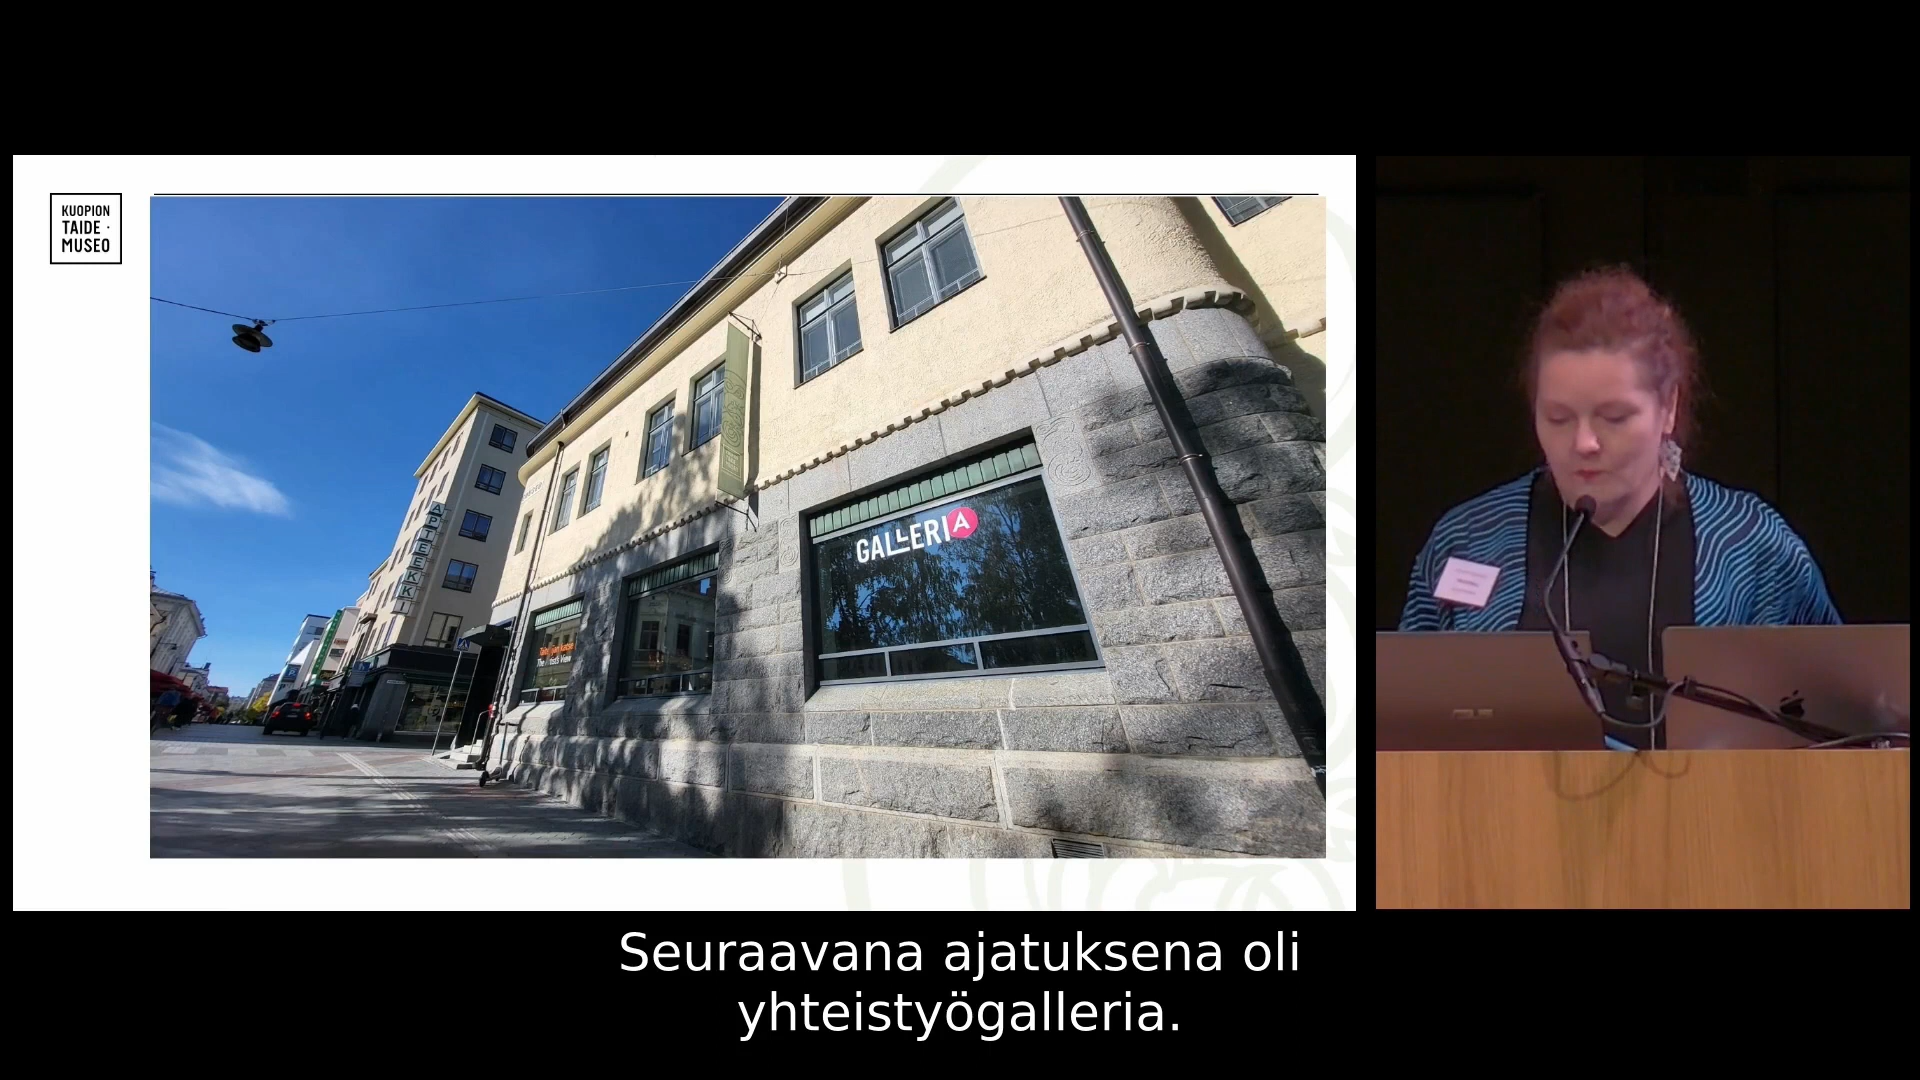 KUOPION
TAIDE ·
MUSEO
APTEEKKI
GALLERIA
Seuraavana ajatuksena oli
yhteistyögalleria.